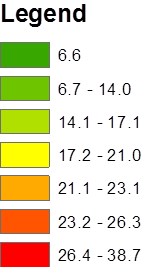 Legend
6.6
6.7 - 14.0
14.1 - 17.1
17.2 - 21.0
21.1 - 23.1
23.2 - 26.3
26.4 - 38.7